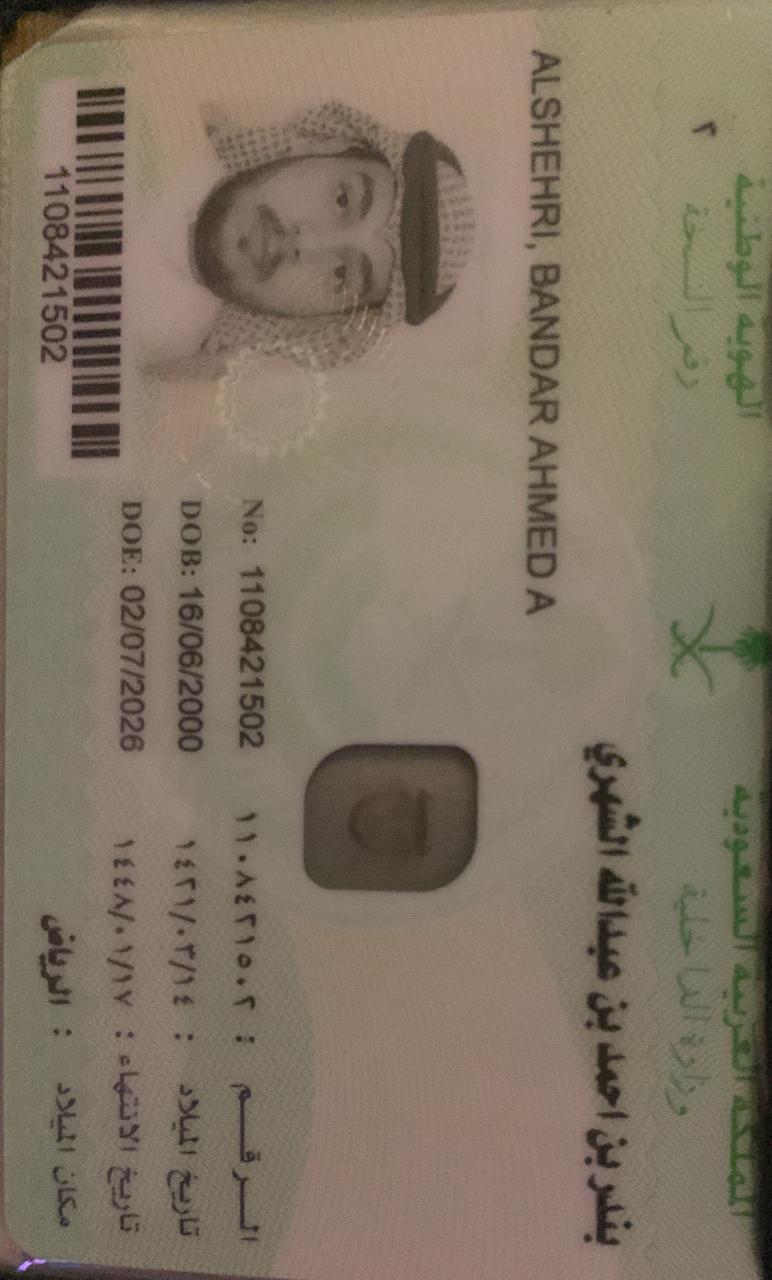 المملكة العربية السعودية
الهوية الوطنية
وزارة الداخلية
رقم النسخة ٢
بندر بن احمد بن عبدالله الشهري
ALSHEHRI, BANDAR AHMED A
No: 1108421502
الرقم : ١١٠٨٤٢١٥٠٢
DOB: 16/06/2000
تاريخ الميلاد : ١٤٢١/٠٣/١٤
DOE: 02/07/2026
تاريخ الانتهاء : ١٤٤٨/٠١/١٧
مكان الميلاد : الرياض
1108421502